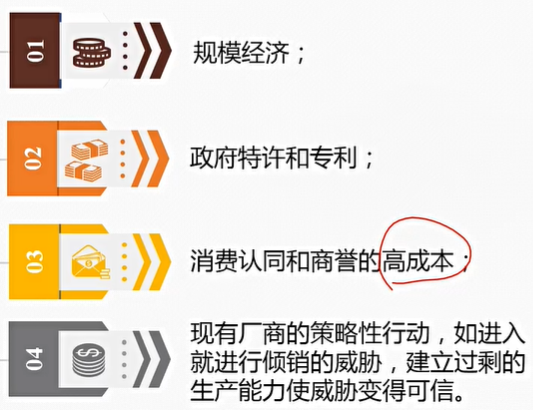 01
规模经济；
02
政府特许和专利；
03
消费认同和商誉的高成本；
04
现有厂商的策略性行动，如进入
就进行倾销的威胁，建立过剩的
生产能力使威胁变得可信。